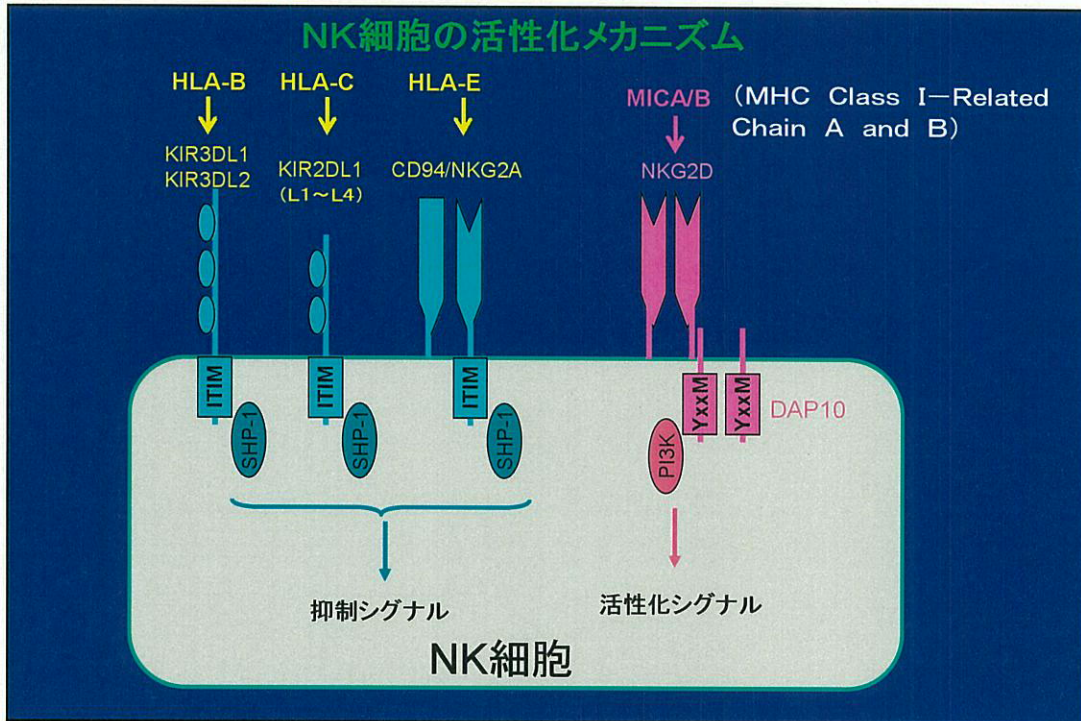 NK細胞の活性化メカニズム
HLA-B
HLA-C
HLA-E
MICA/B
(MHC Class I-Related
Chain A and B)
KIR3DL1
KIR3DL2
KIR2DL1
(L1~L4)
CD94/NKG2A
NKG2D
ITIM
ITIM
ITIM
YxxM
YxxM
DAP10
SHP-1
SHP-1
SHP-1
PI3K
抑制シグナル
活性化シグナル
NK細胞